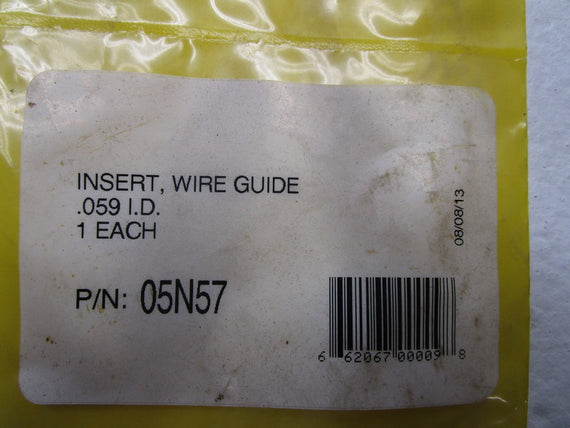 INSERT, WIRE GUIDE
.059 I.D.
1 EACH
P/N: 05N57
08/08/13
6 62067 00009 8